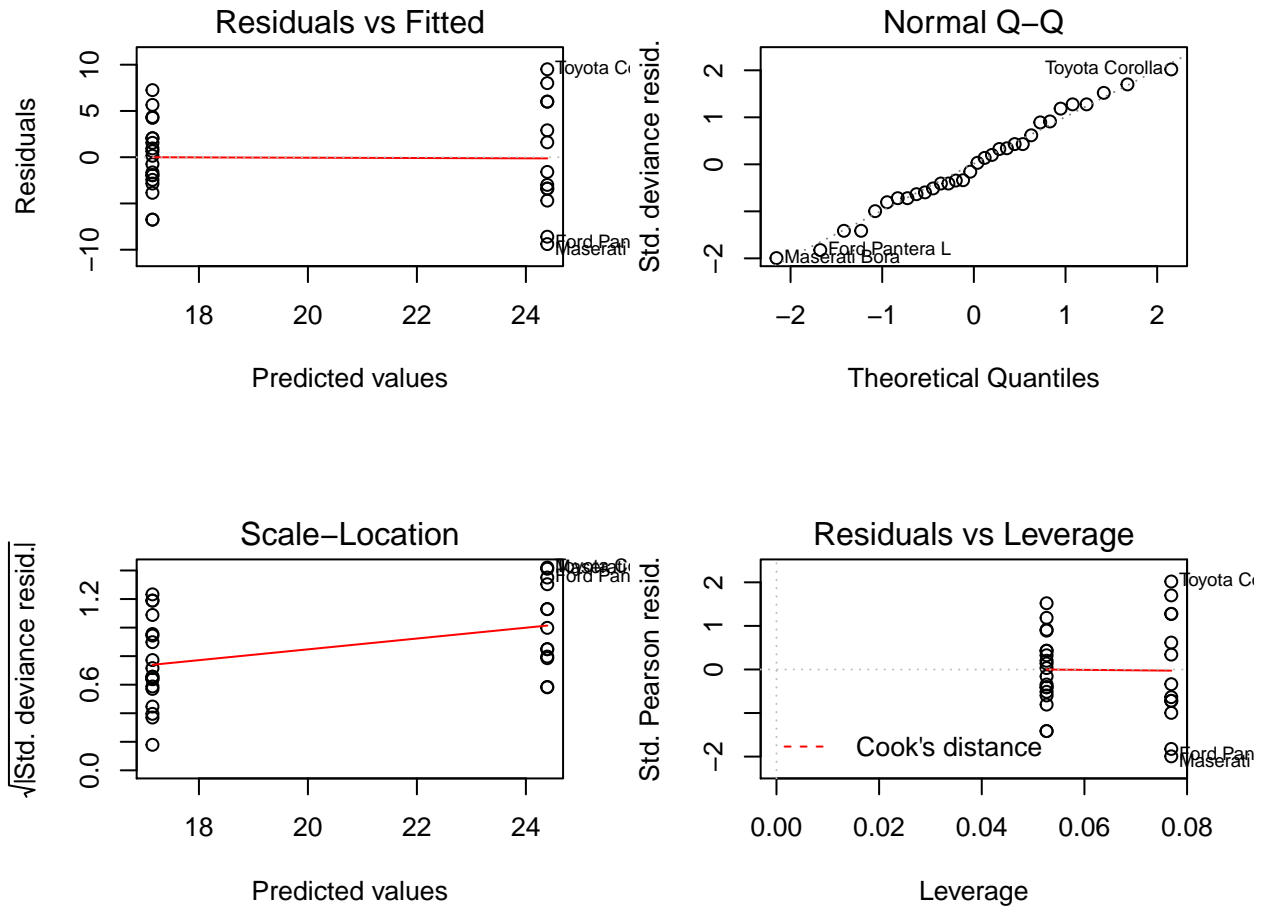 Residuals vs Fitted
Residuals
10
5
0
−10
Toyota Co
Ford Pan
Maserati
18
20
22
24
Predicted values
Normal Q−Q
Std. deviance resid.
2
1
0
−2
Toyota Corolla
Ford Pantera L
Maserati Bora
−2
−1
0
1
2
Theoretical Quantiles
Scale−Location
√|Std. deviance resid.|
1.2
0.6
0.0
Ford Pan
18
20
22
24
Predicted values
Residuals vs Leverage
Std. Pearson resid.
2
1
0
−2
Toyota Co
Ford Pan
Maserati
Cook's distance
0.00
0.02
0.04
0.06
0.08
Leverage